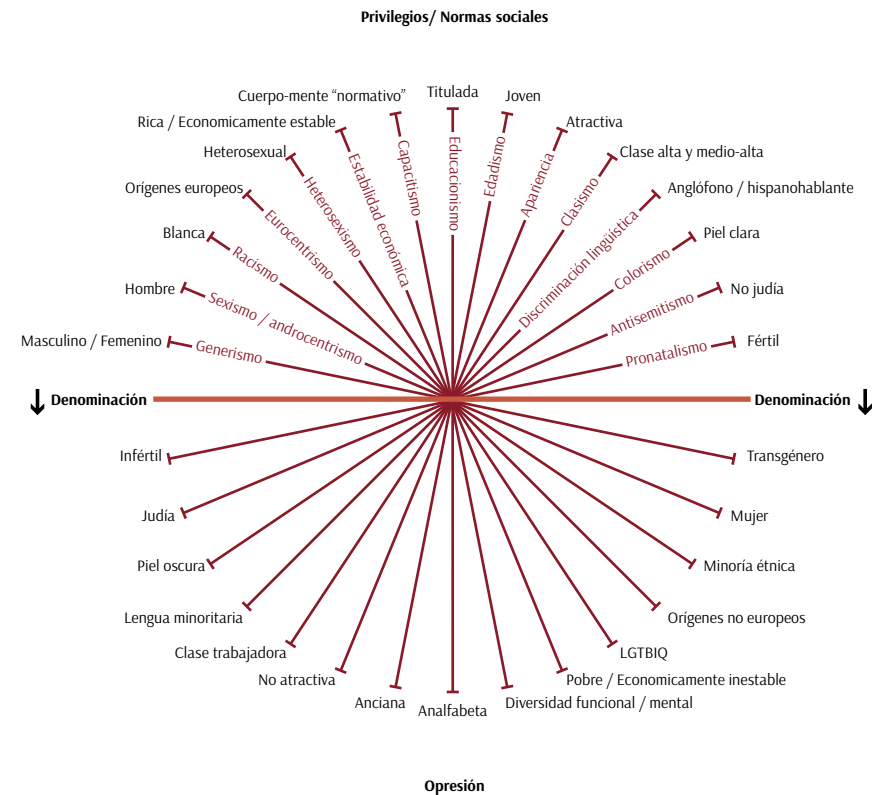 Privilegios/ Normas sociales
Titulada
Cuerpo-mente “normativo”
Joven
Rica / Economicamente estable
Atractiva
Heterosexual
Clase alta y medio-alta
Orígenes europeos
Anglófono / hispanohablante
Blanca
Piel clara
Hombre
No judía
Masculino / Femenino
Fértil
Generismo
Sexismo / androcentrismo
Racismo
Eurocentrismo
Heterosexismo
Estabilidad económica
Capacitismo
Educacionismo
Edadismo
Apariencia
Clasismo
Discriminación lingüística
Colorismo
Antisemitismo
Pronatalismo
↓ Denominación
Denominación ↓
Infértil
Transgénero
Judía
Mujer
Piel oscura
Minoría étnica
Lengua minoritaria
Orígenes no europeos
Clase trabajadora
LGTBIQ
No atractiva
Pobre / Economicamente inestable
Anciana
Diversidad funcional / mental
Analfabeta
Opresión